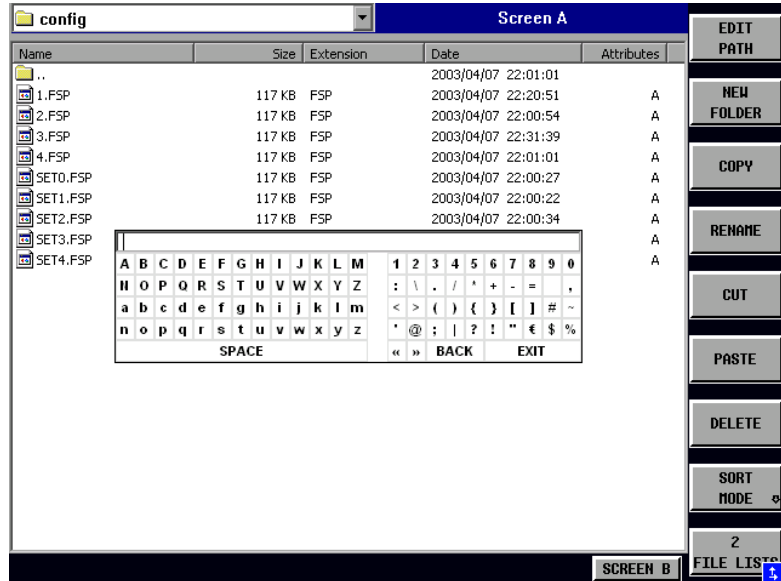 config
Screen A
Name Size Extension Date Attributes
.. 2003/04/07 22:01:01
1.FSP 117 KB FSP 2003/04/07 22:20:51 A
2.FSP 117 KB FSP 2003/04/07 22:00:54 A
3.FSP 117 KB FSP 2003/04/07 22:31:39 A
4.FSP 117 KB FSP 2003/04/07 22:01:01 A
SET0.FSP 117 KB FSP 2003/04/07 22:00:27 A
SET1.FSP 117 KB FSP 2003/04/07 22:00:22 A
SET2.FSP 117 KB FSP 2003/04/07 22:00:34 A
SET3.FSP A
SET4.FSP A
A B C D E F G H I J K L M 1 2 3 4 5 6 7 8 9 0
N O P Q R S T U V W X Y Z : \ . / * + - = ,
a b c d e f g h i j k l m < > ( ) { } [ ] # ~
n o p q r s t u v w x y z ' @ ; | ? ! " € $ %
SPACE « » BACK EXIT
EDIT
PATH
NEW
FOLDER
COPY
RENAME
CUT
PASTE
DELETE
SORT
MODE
2
FILE LISTS
SCREEN B